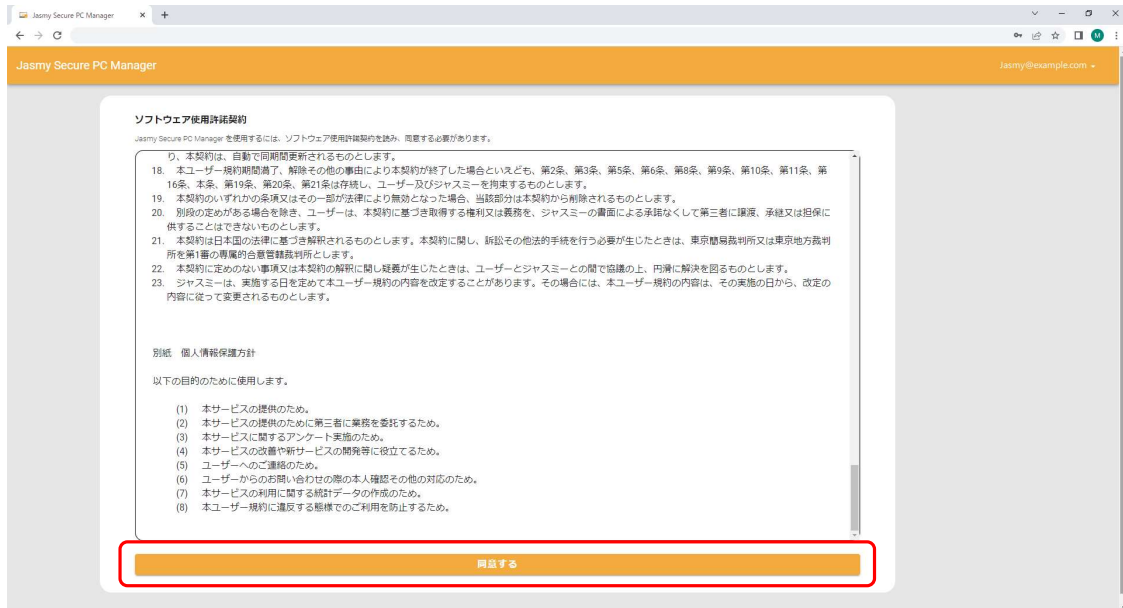 Jasmy Secure PC Manager
Jasmy Secure PC Manager
Jasmy@example.com
ソフトウェア使用許諾契約
Jasmy Secure PC Manager を使用するには、ソフトウェア使用許諾契約を読み、同意する必要があります。
り、本契約は、自動で同期間更新されるものとします。
18. 本ユーザー規約期間満了、解除その他の事由により本契約が終了した場合といえども、第2条、第3条、第5条、第6条、第8条、第9条、第10条、第11条、第
16条、本条、第19条、第20条、第21条は存続し、ユーザー及びジャスミーを拘束するものとします。
19. 本契約のいずれかの条項又はその一部が法律により無効となった場合、当該部分は本契約から削除されるものとします。
20. 別段の定めがある場合を除き、ユーザーは、本契約に基づき取得する権利又は義務を、ジャスミーの書面による承諾なくして第三者に譲渡、承継又は担保に
供することはできないものとします。
21. 本契約は日本国の法律に基づき解釈されるものとします。本契約に関し、訴訟その他法的手続を行う必要が生じたときは、東京簡易裁判所又は東京地方裁判
所を第1審の専属的合意管轄裁判所とします。
22. 本契約に定めのない事項又は本契約の解釈に関し疑義が生じたときは、ユーザーとジャスミーとの間で協議の上、円滑に解決を図るものとします。
23. ジャスミーは、実施する日を定めて本ユーザー規約の内容を改定することがあります。その場合には、本ユーザー規約の内容は、その実施の日から、改定の
内容に従って変更されるものとします。
別紙 個人情報保護方針
以下の目的のために使用します。
(1) 本サービスの提供のため。
(2) 本サービスの提供のために第三者に業務を委託するため。
(3) 本サービスに関するアンケート実施のため。
(4) 本サービスの改善や新サービスの開発等に役立てるため。
(5) ユーザーへのご連絡のため。
(6) ユーザーからのお問い合わせの際の本人確認その他の対応のため。
(7) 本サービスの利用に関する統計データの作成のため。
(8) 本ユーザー規約に違反する態様でのご利用を防止するため。
同意する